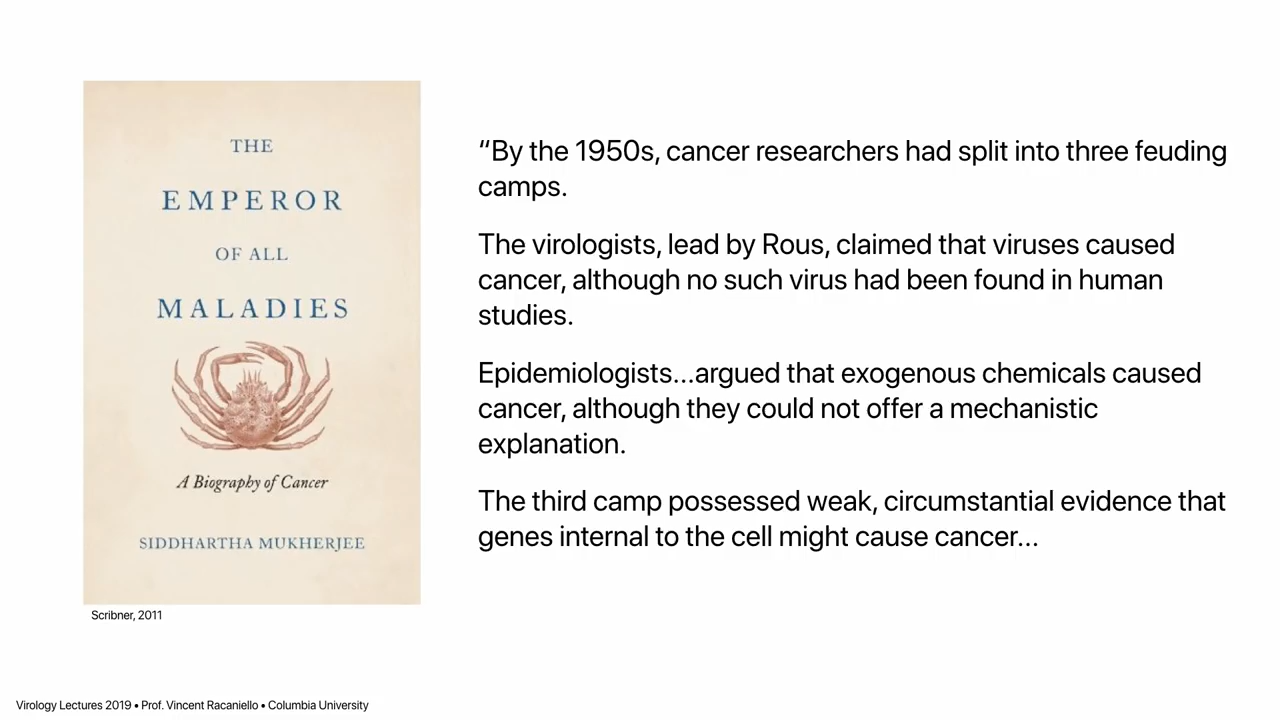 THE
EMPEROR
OF ALL
MALADIES
A Biography of Cancer
SIDDHARTHA MUKHERJEE
Scribner, 2011
“By the 1950s, cancer researchers had split into three feuding
camps.
The virologists, lead by Rous, claimed that viruses caused
cancer, although no such virus had been found in human
studies.
Epidemiologists...argued that exogenous chemicals caused
cancer, although they could not offer a mechanistic
explanation.
The third camp possessed weak, circumstantial evidence that
genes internal to the cell might cause cancer...
Virology Lectures 2019 • Prof. Vincent Racaniello • Columbia University